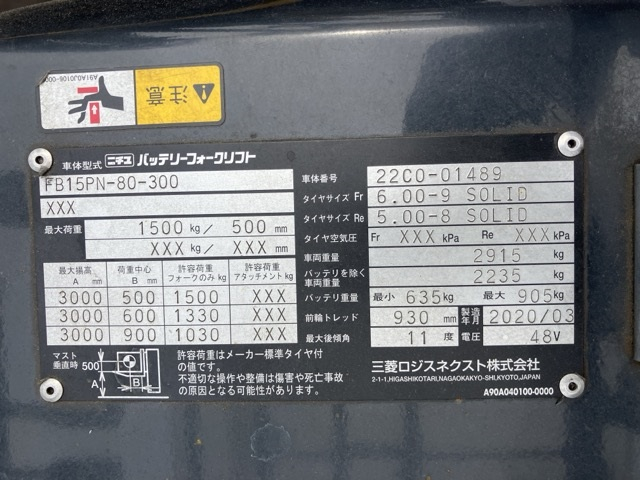 注意
A91A0J0106-000
ニチユ バッテリーフォークリフト
車体型式 FB15PN-80-300
XXX
最大荷重 1500 kg/ 500 mm
XXX kg/ XXX mm
最大揚高 A mm 荷重中心 B mm 許容荷重 フォークのみ kg 許容荷重 アタッチメント kg
3000 500 1500 XXX
3000 600 1330 XXX
3000 900 1030 XXX
マスト垂直時 500 A B
許容荷重はメーカー標準タイヤ付
の値です。
不適切な操作や整備は傷害や死亡事故
の原因となる可能性があります。
車体番号 22C0-01489
タイヤサイズ Fr 6.00-9 SOLID
タイヤサイズ Re 5.00-8 SOLID
タイヤ空気圧 Fr XXX kPa Re XXX kPa
車両重量 2915 kg
バッテリを除く車両重量 2235 kg
バッテリ重量 最小 635kg 最大 905kg
前輪トレッド 930 mm 製造年月 2020/03
最大後傾角 11 度 電圧 48V
三菱ロジスネクスト株式会社
2-1-1,HIGASHIKOTARI,NAGAOKAKYO-SHI,KYOTO,JAPAN
A90A040100-0000